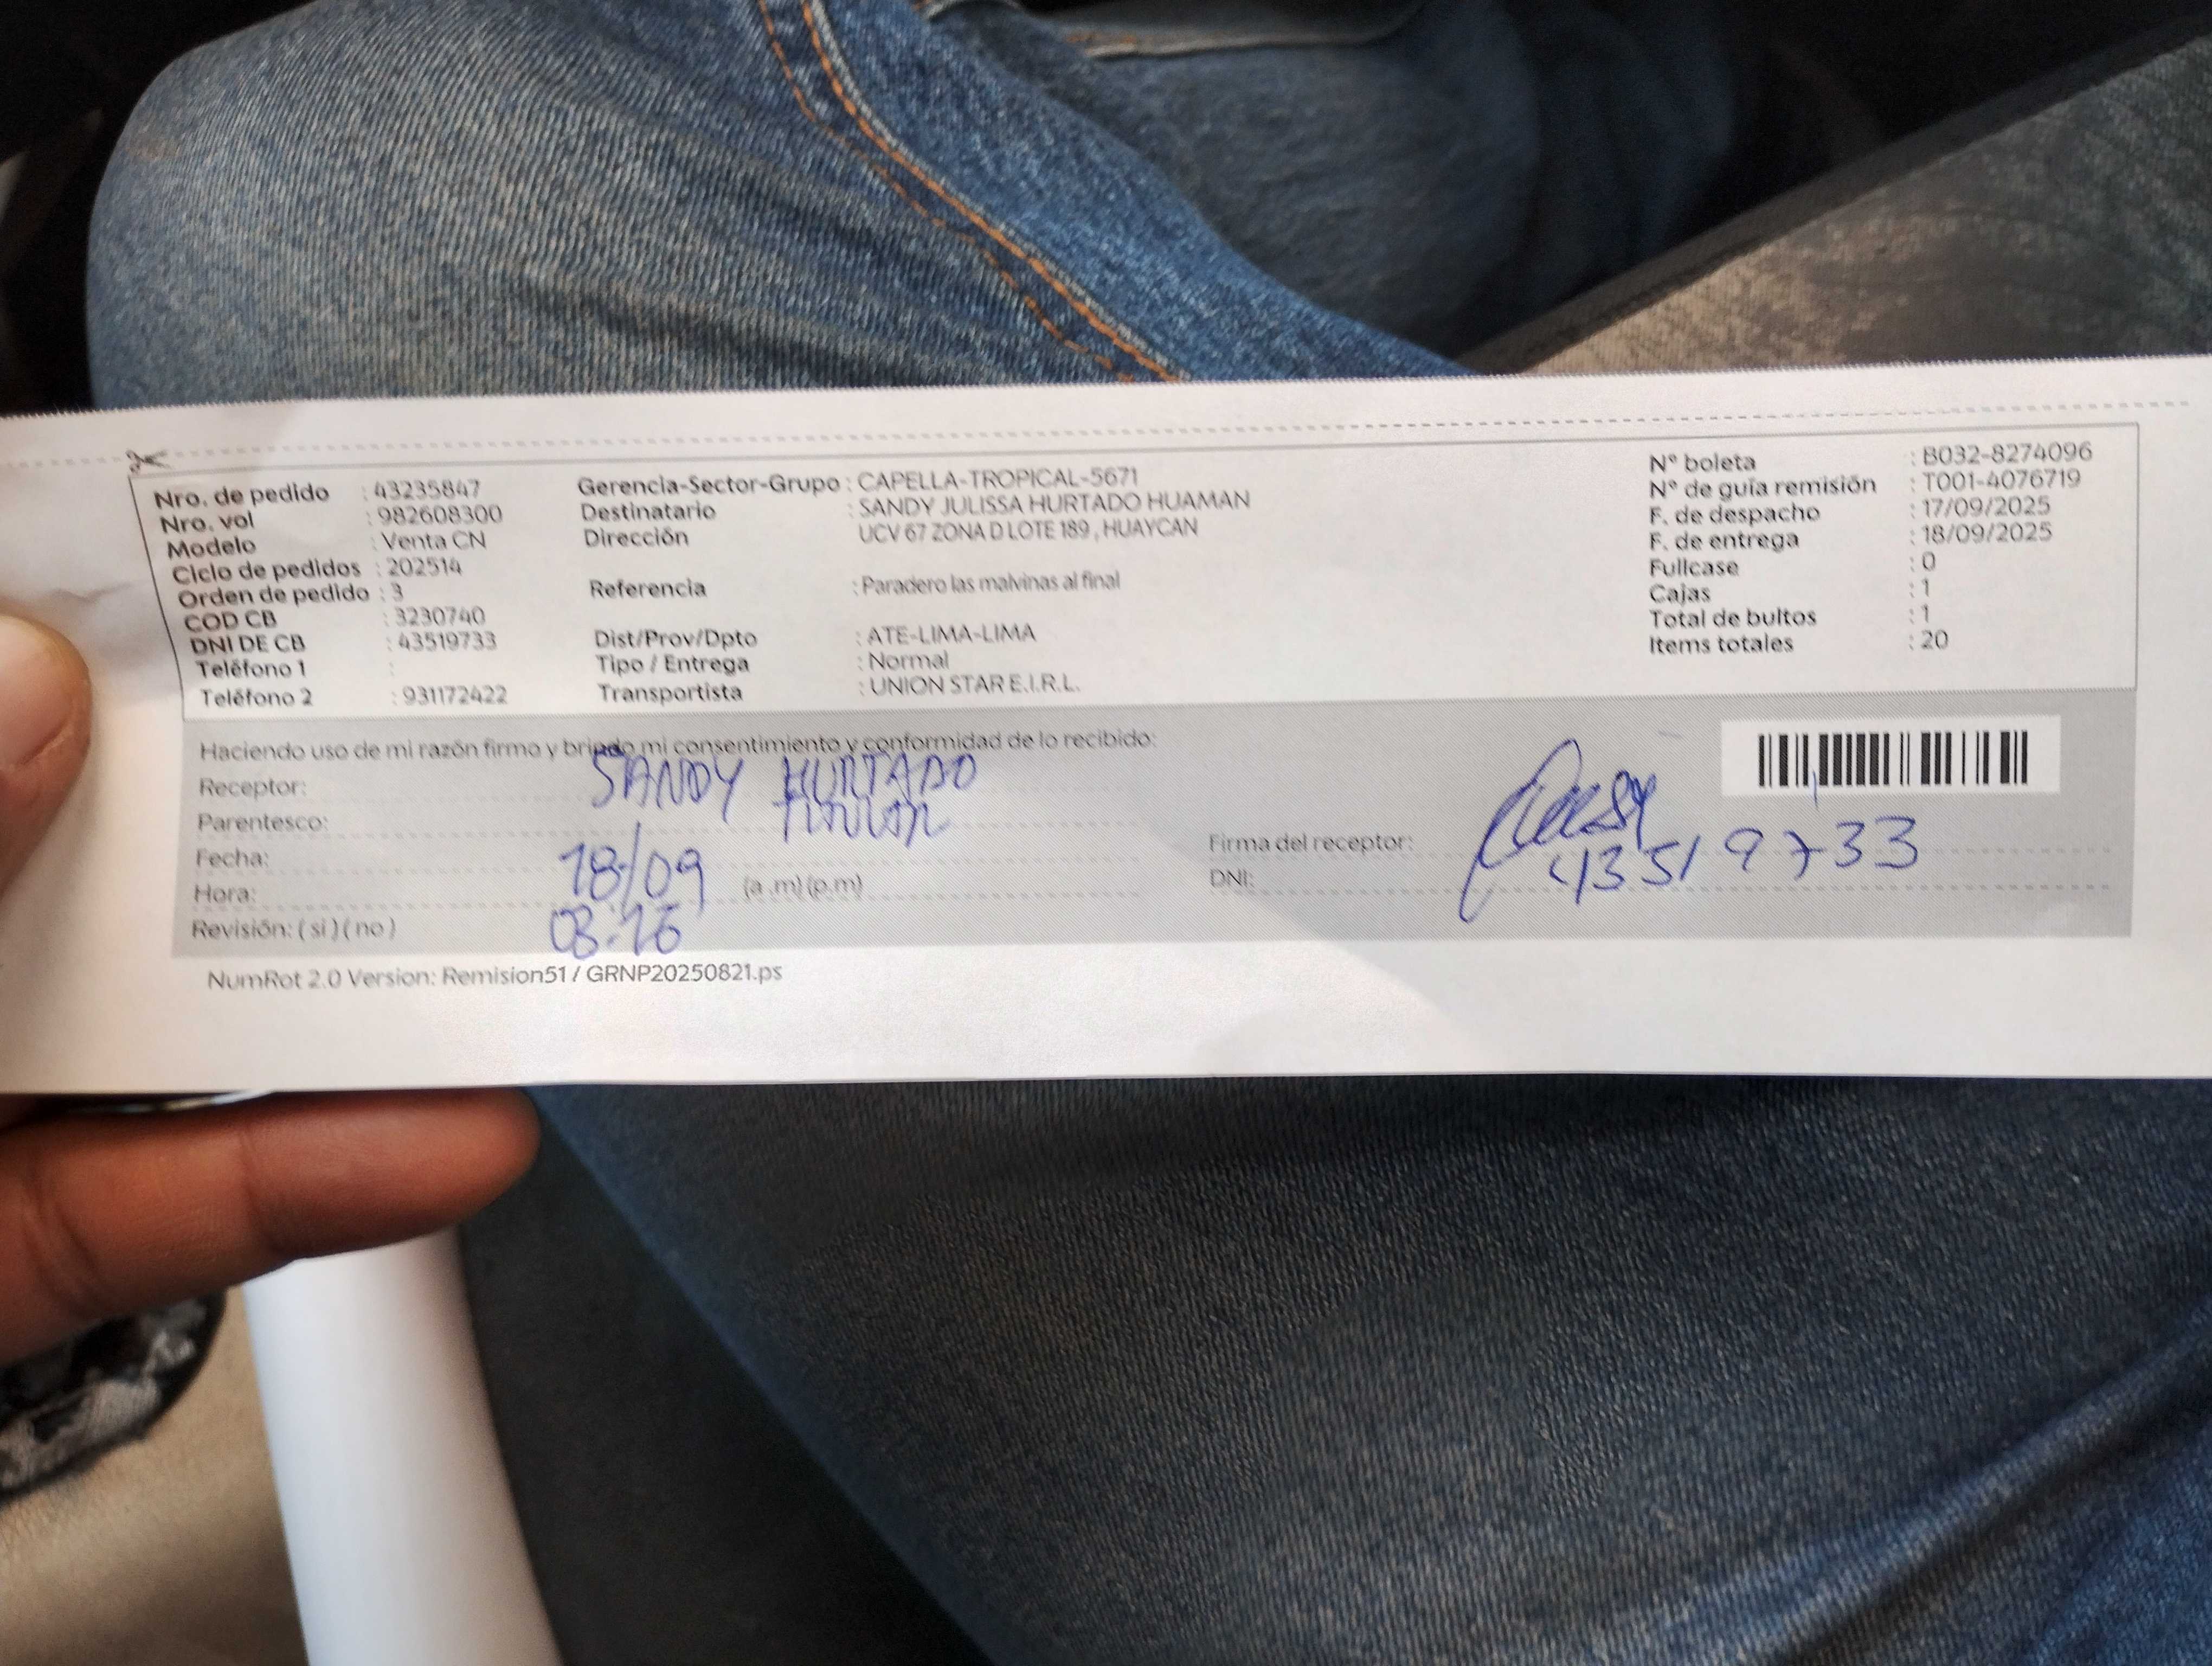 Nro. de pedido : 43235847
Nro. vol : 982608300
Modelo : Venta CN
Ciclo de pedidos : 202514
Orden de pedido : 3
COD CB : 3230740
DNI DE CB : 43519733
Teléfono 1 :
Teléfono 2 : 931172422
Gerencia-Sector-Grupo : CAPELLA-TROPICAL-5671
Destinatario : SANDY JULISSA HURTADO HUAMAN
Dirección UCV 67 ZONA D LOTE 189 , HUAYCAN
Referencia : Paradero las malvinas al final
Dist/Prov/Dpto : ATE-LIMA-LIMA
Tipo / Entrega : Normal
Transportista : UNION STAR E.I.R.L.
N° boleta : B032-8274096
N° de guía remisión : T001-4076719
F. de despacho : 17/09/2025
F. de entrega : 18/09/2025
Fullcase : 0
Cajas : 1
Total de bultos : 1
Items totales : 20
Haciendo uso de mi razón firmo y brindo mi consentimiento y conformidad de lo recibido:
Receptor: SANDY HURTADO
Parentesco:
Fecha: 18/09
Hora: (a .m) (p.m)
08:16
Revisión: ( si ) ( no )
Firma del receptor:
DNI: 43519733
NumRot 2.0 Version: Remision51 / GRNP20250821.ps